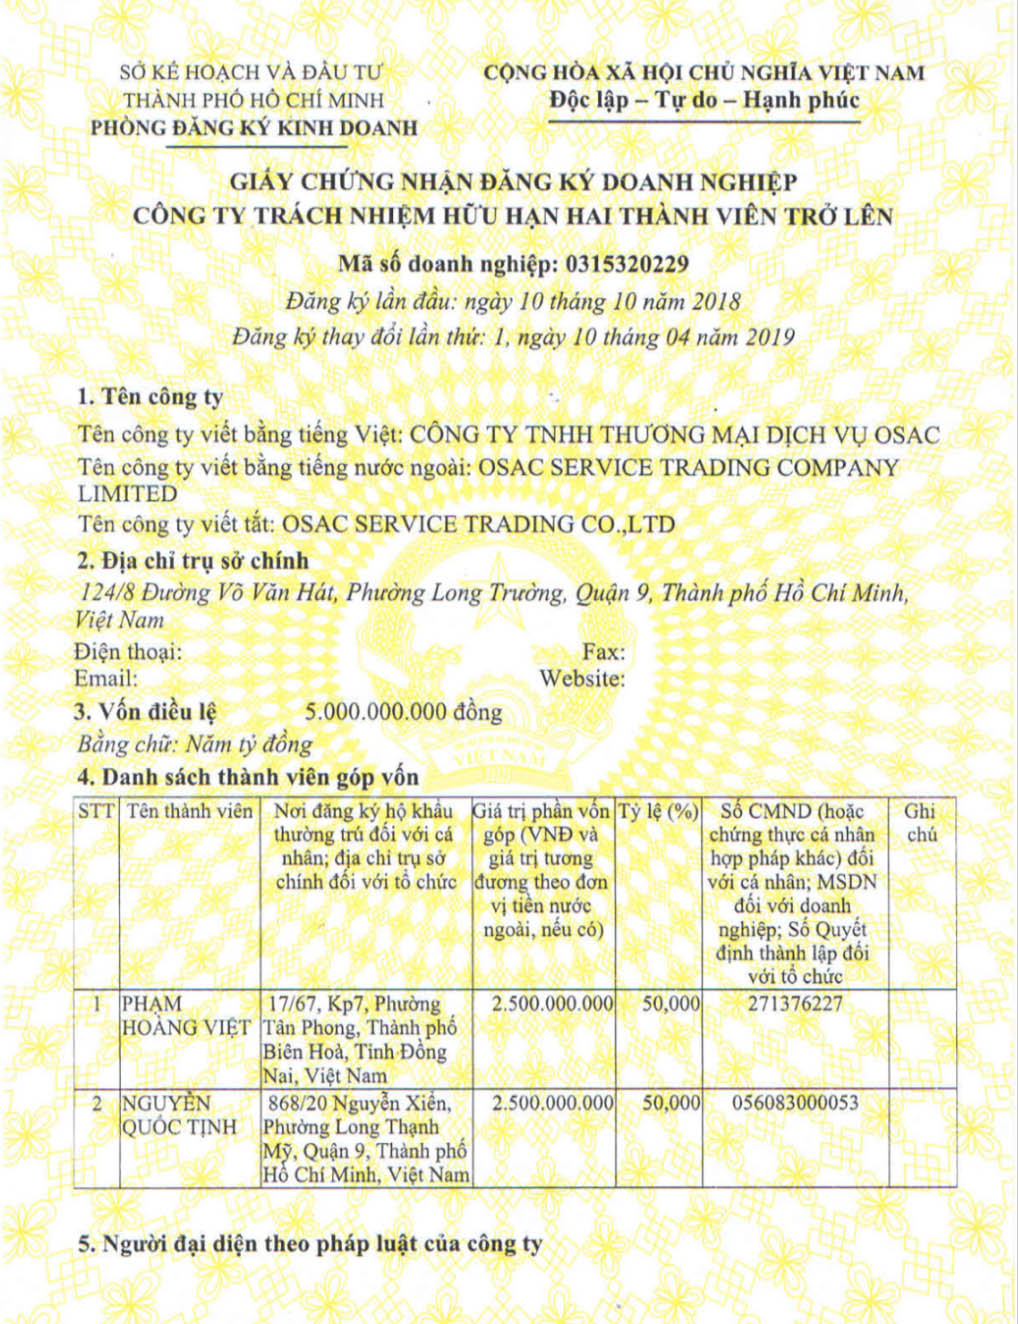 SỞ KẾ HOẠCH VÀ ĐẦU TƯ
THÀNH PHỐ HỒ CHÍ MINH
PHÒNG ĐĂNG KÝ KINH DOANH
CỘNG HÒA XÃ HỘI CHỦ NGHĨA VIỆT NAM
Độc lập – Tự do – Hạnh phúc
GIẤY CHỨNG NHẬN ĐĂNG KÝ DOANH NGHIỆP
CÔNG TY TRÁCH NHIỆM HỮU HẠN HAI THÀNH VIÊN TRỞ LÊN
Mã số doanh nghiệp: 0315320229
Đăng ký lần đầu: ngày 10 tháng 10 năm 2018
Đăng ký thay đổi lần thứ: 1, ngày 10 tháng 04 năm 2019
1. Tên công ty
Tên công ty viết bằng tiếng Việt: CÔNG TY TNHH THƯƠNG MẠI DỊCH VỤ OSAC
Tên công ty viết bằng tiếng nước ngoài: OSAC SERVICE TRADING COMPANY
LIMITED
Tên công ty viết tắt: OSAC SERVICE TRADING CO.,LTD
2. Địa chỉ trụ sở chính
124/8 Đường Võ Văn Hát, Phường Long Trường, Quận 9, Thành phố Hồ Chí Minh,
Việt Nam
Điện thoại: Fax:
Email: Website:
3. Vốn điều lệ 5.000.000.000 đồng
Bằng chữ: Năm tỷ đồng
VIỆT NAM
4. Danh sách thành viên góp vốn
STT
Tên thành viên
Nơi đăng ký hộ khẩu
thường trú đối với cá
nhân; địa chỉ trụ sở
chính đối với tổ chức
Giá trị phần vốn
góp (VNĐ và
giá trị tương
đương theo đơn
vị tiền nước
ngoài, nếu có)
Tỷ lệ (%)
Số CMND (hoặc
chứng thực cá nhân
hợp pháp khác) đối
với cá nhân; MSDN
đối với doanh
nghiệp; Số Quyết
định thành lập đối
với tổ chức
Ghi
chú
1
PHẠM
HOÀNG VIỆT
17/67, Kp7, Phường
Tân Phong, Thành phố
Biên Hoà, Tỉnh Đồng
Nai, Việt Nam
2.500.000.000
50,000
271376227
2
NGUYỄN
QUỐC TỊNH
868/20 Nguyễn Xiển,
Phường Long Thạnh
Mỹ, Quận 9, Thành phố
Hồ Chí Minh, Việt Nam
2.500.000.000
50,000
056083000053
5. Người đại diện theo pháp luật của công ty